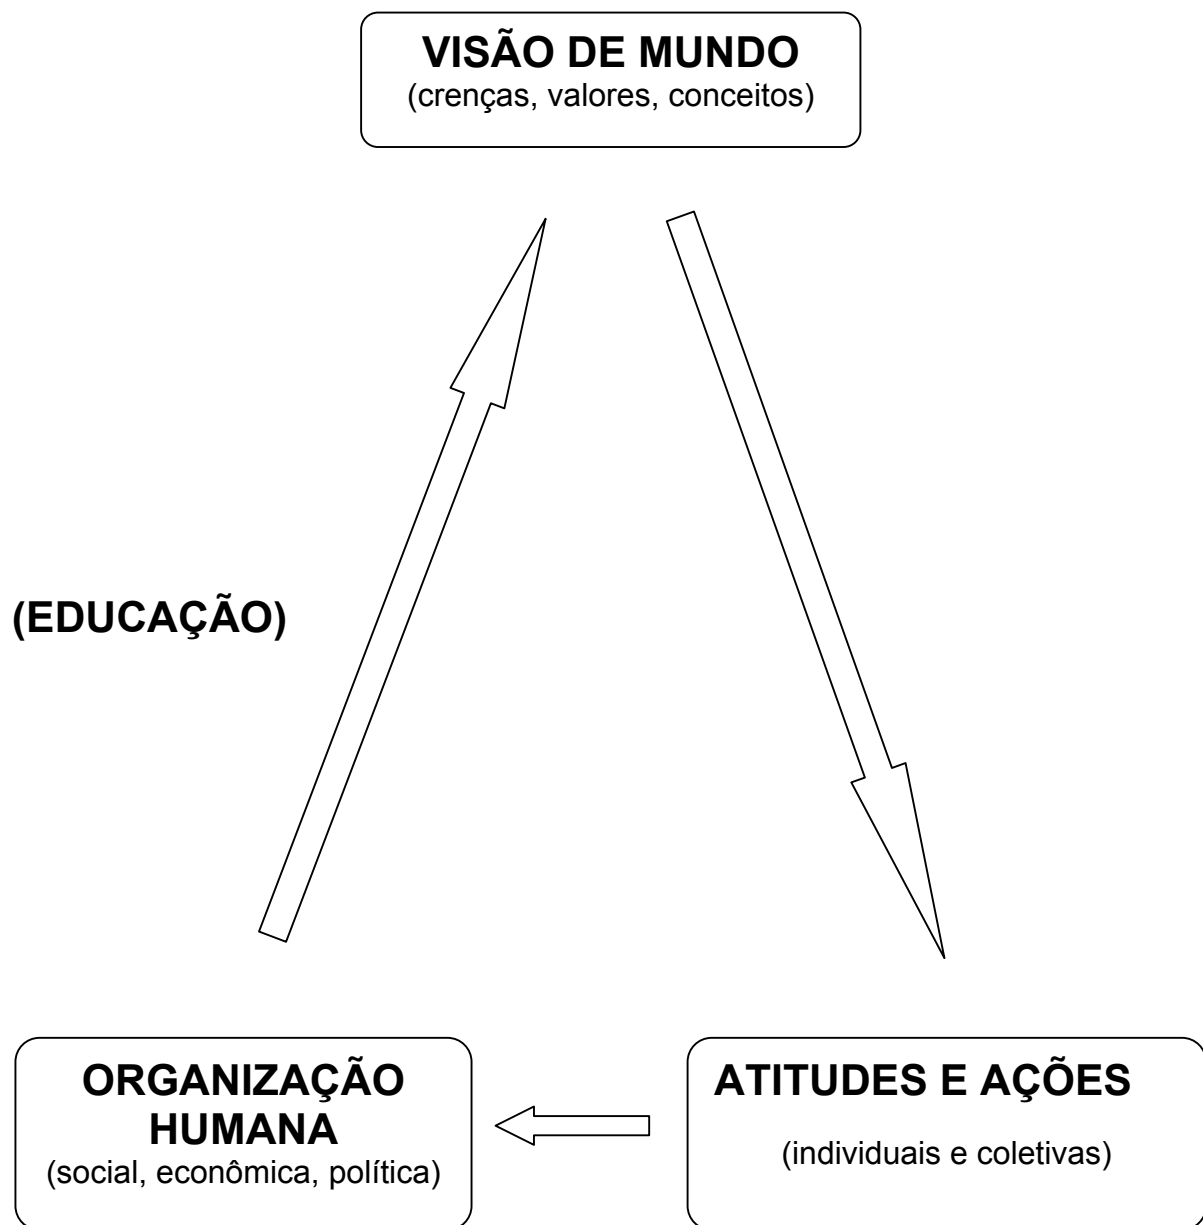 VISÃO DE MUNDO
(crenças, valores, conceitos)
(EDUCAÇÃO)
ORGANIZAÇÃO
HUMANA
(social, econômica, política)
ATITUDES E AÇÕES
(individuais e coletivas)